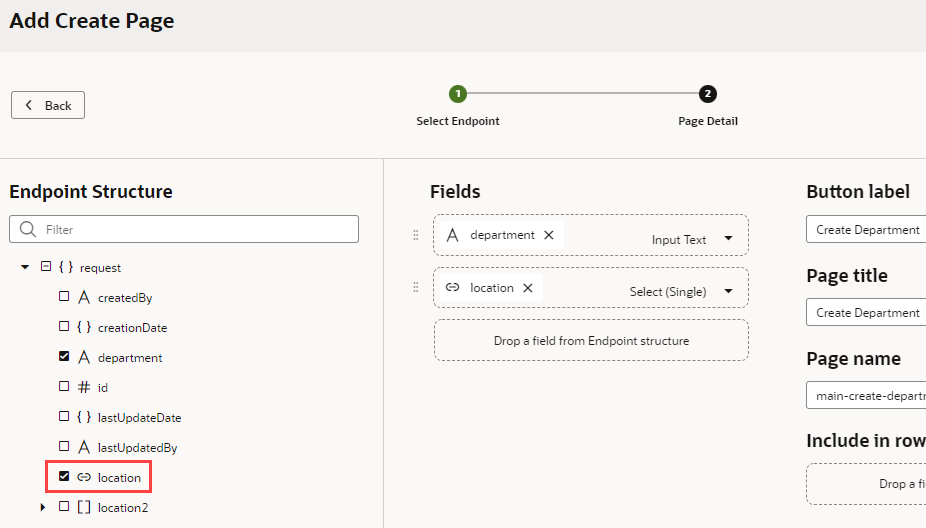 Add Create Page
Back
1
2
Select Endpoint
Page Detail
Endpoint Structure
Filter
{ } request
A createdBy
{ } creationDate
A department
# id
{ } lastUpdateDate
A lastUpdatedBy
location
[ ] location2
Fields
A department × Input Text
location × Select (Single)
Drop a field from Endpoint structure
Button label
Create Department
Page title
Create Department
Page name
main-create-departm
Include in row
Drop a fi